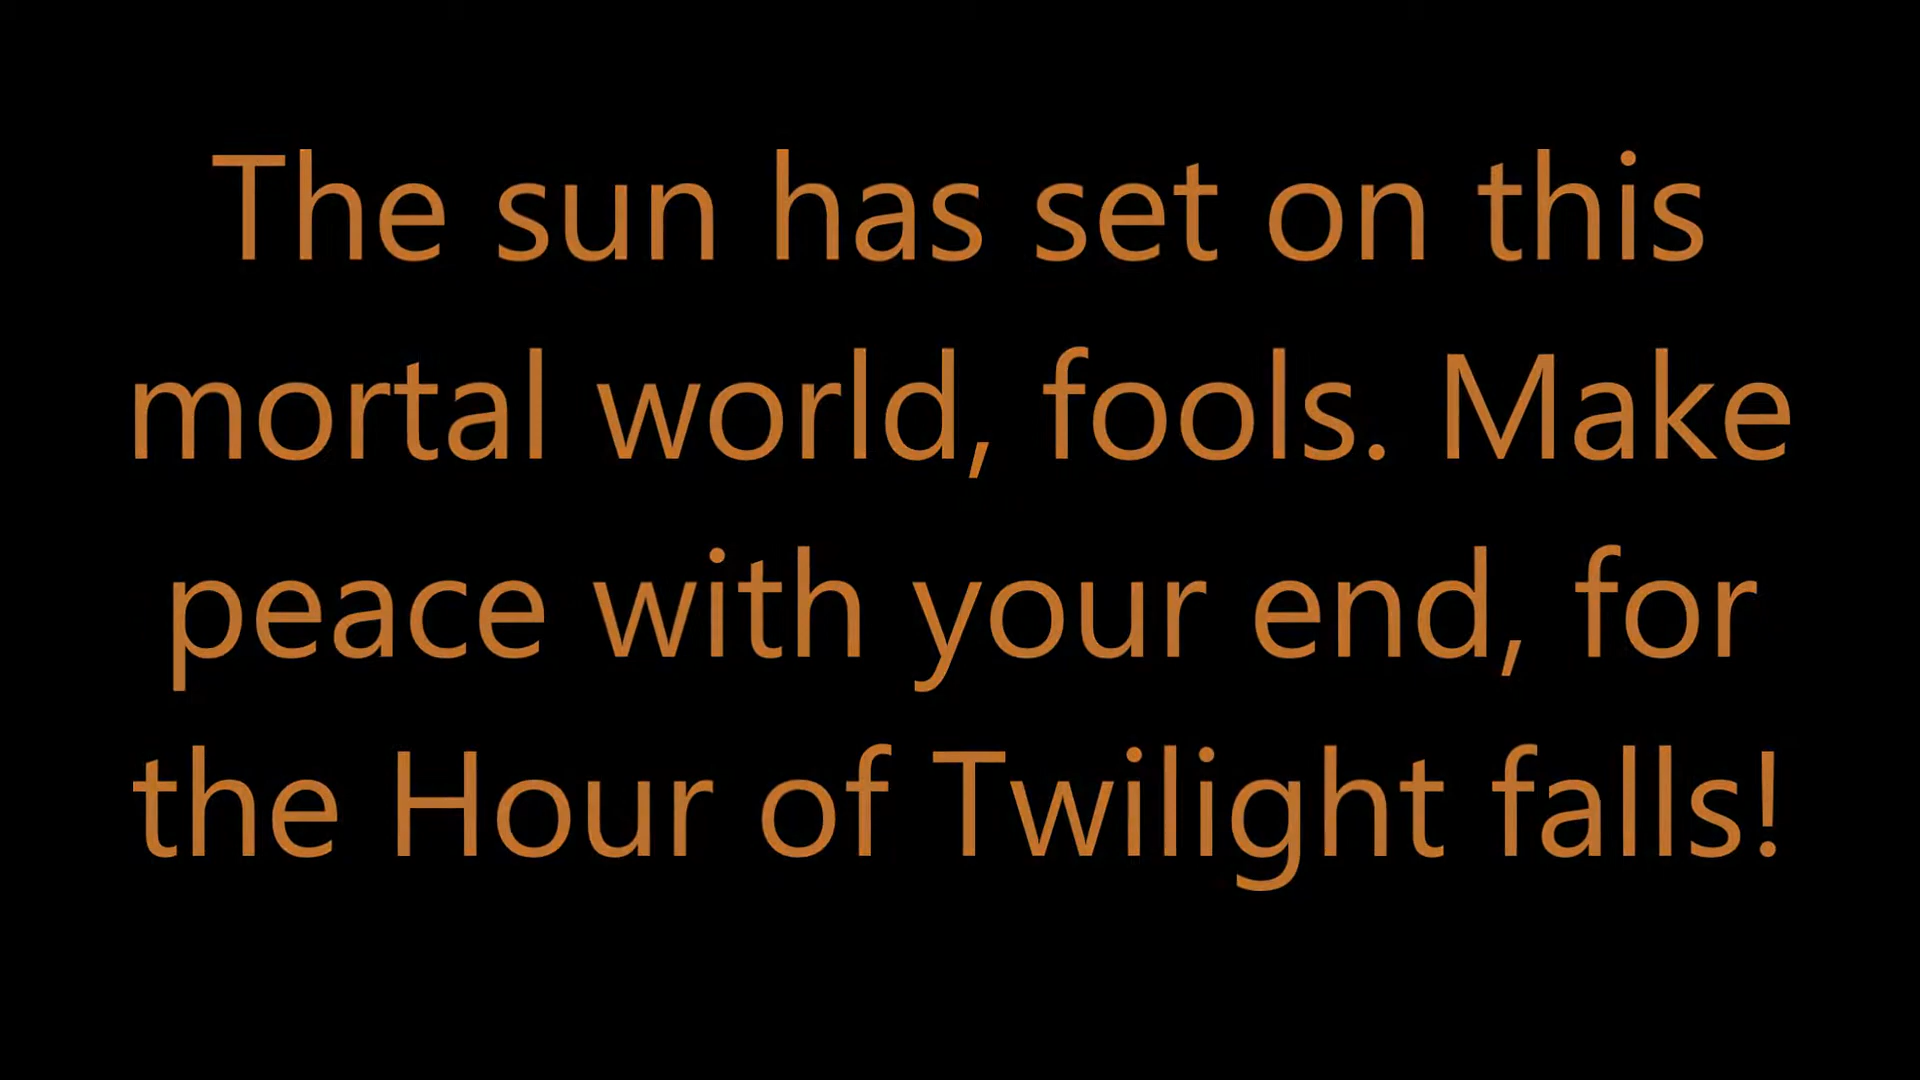 The sun has set on this
mortal world, fools. Make
peace with your end, for
the Hour of Twilight falls!